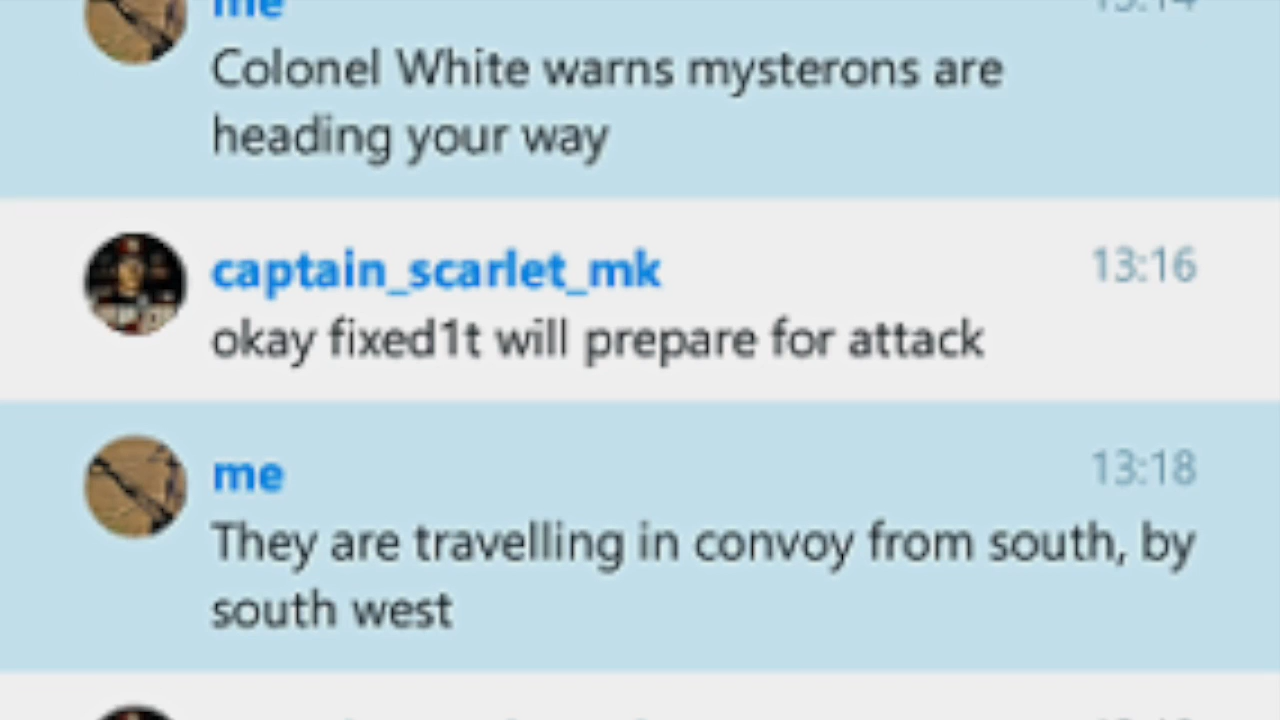 me
Colonel White warns mysterons are
heading your way
captain_scarlet_mk 13:16
okay fixed1t will prepare for attack
me 13:18
They are travelling in convoy from south, by
south west